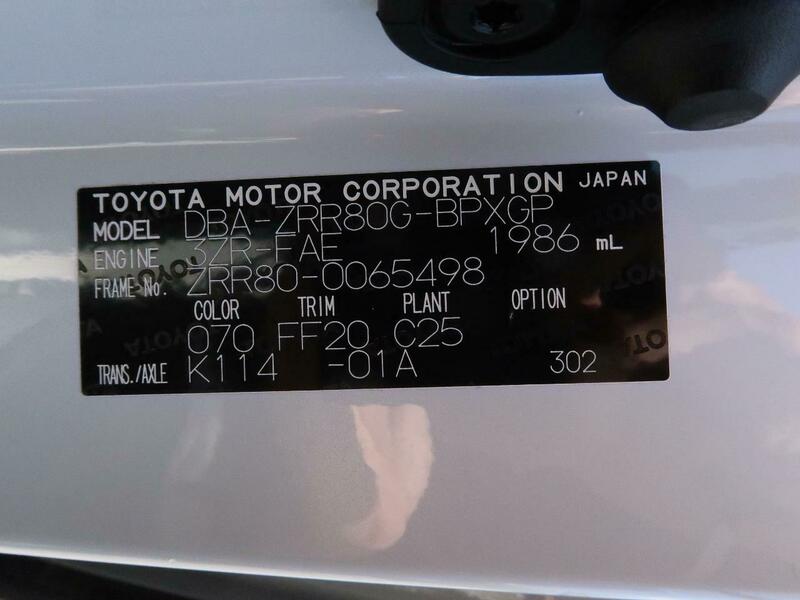 TOYOTA MOTOR CORPORATION JAPAN
MODEL DBA-ZRR80G-BPXGP
ENGINE 3ZR-FAE 1986 mL
FRAME No. ZRR80-0065498
COLOR TRIM PLANT OPTION
070 FF20 C25
TRANS./AXLE K114 -01A 302